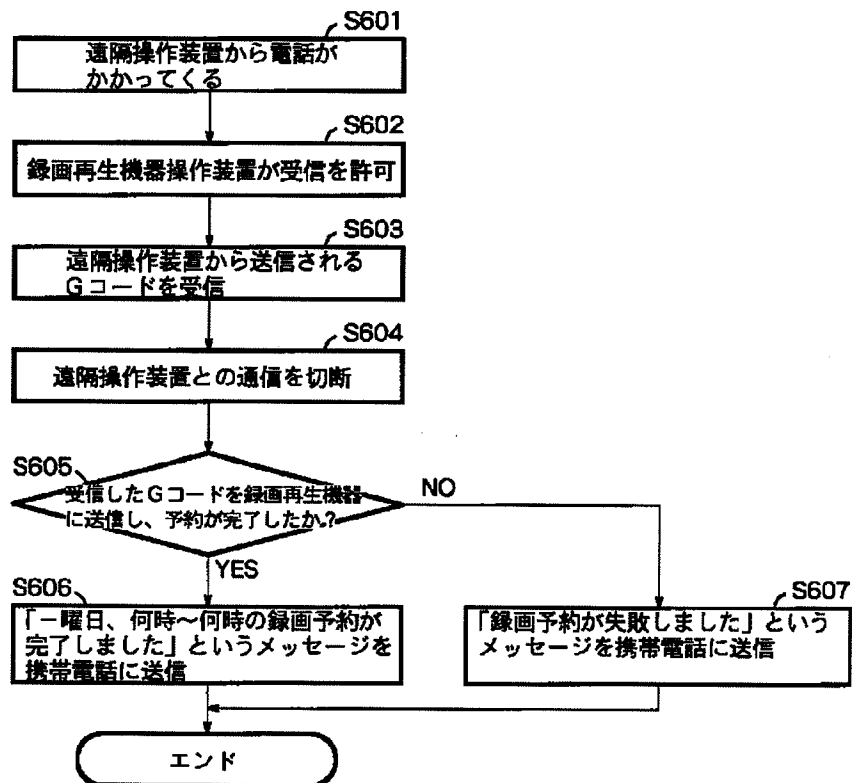 S601
遠隔操作装置から電話が
かかってくる
S602
録画再生機器操作装置が受信を許可
S603
遠隔操作装置から送信される
Gコードを受信
S604
遠隔操作装置との通信を切断
S605
受信したGコードを録画再生機器
に送信し、予約が完了したか?
NO
YES
S606
「−曜日、何時〜何時の録画予約が
完了しました」というメッセージを
携帯電話に送信
S607
「録画予約が失敗しました」という
メッセージを携帯電話に送信
エンド